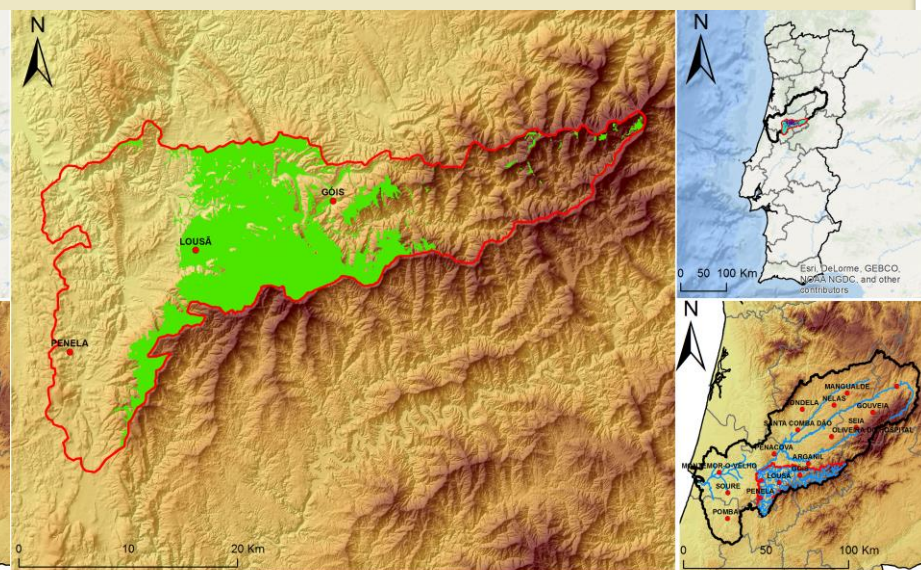 N
GÓIS
LOUSÃ
PENELA
0 10 20 Km
N
0 50 100 Km
Esri, DeLorme, GEBCO,
NOAA NGDC, and other
contributors
N
MANGUALDE
NELAS
TONDELA
GOUVEIA
SANTA COMBA DÃO
SEIA
OLIVEIRA DO HOSPITAL
PENACOVA
ARGANIL
MONTEMOR-O-VELHO
GÓIS
LOUSÃ
SOURE
PENELA
POMBAL
0 50 100 Km